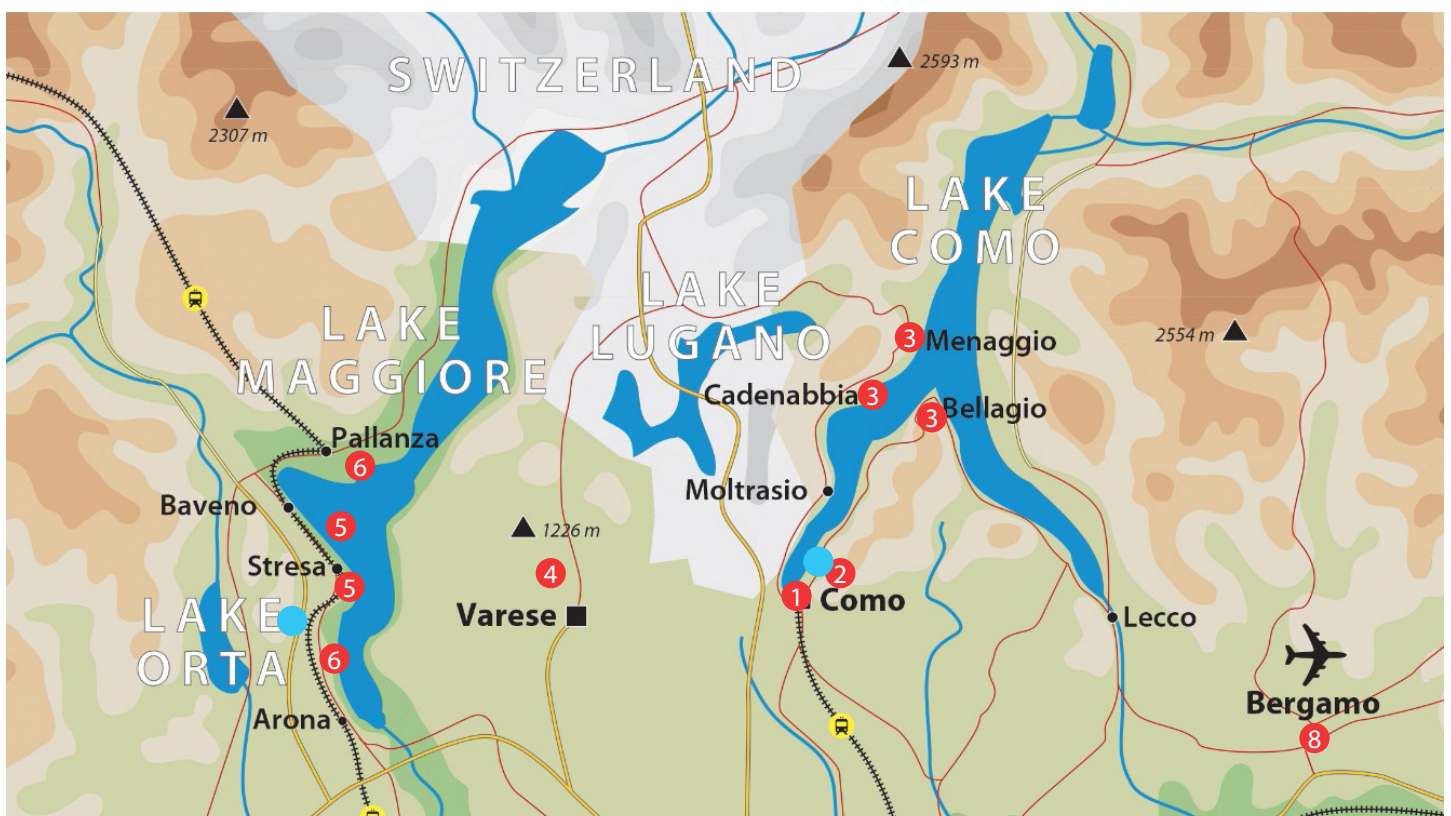 SWITZERLAND
2593 m
2307 m
LAKE
COMO
LAKE
LUGANO
LAKE
MAGGIORE
3
Menaggio
2554 m
Cadenabbia
3
3
Bellagio
Pallanza
6
Moltrasio
Baveno
5
1226 m
Stresa
5
4
2
1
Como
Varese
Lecco
LAKE
ORTA
6
Arona
Bergamo
8